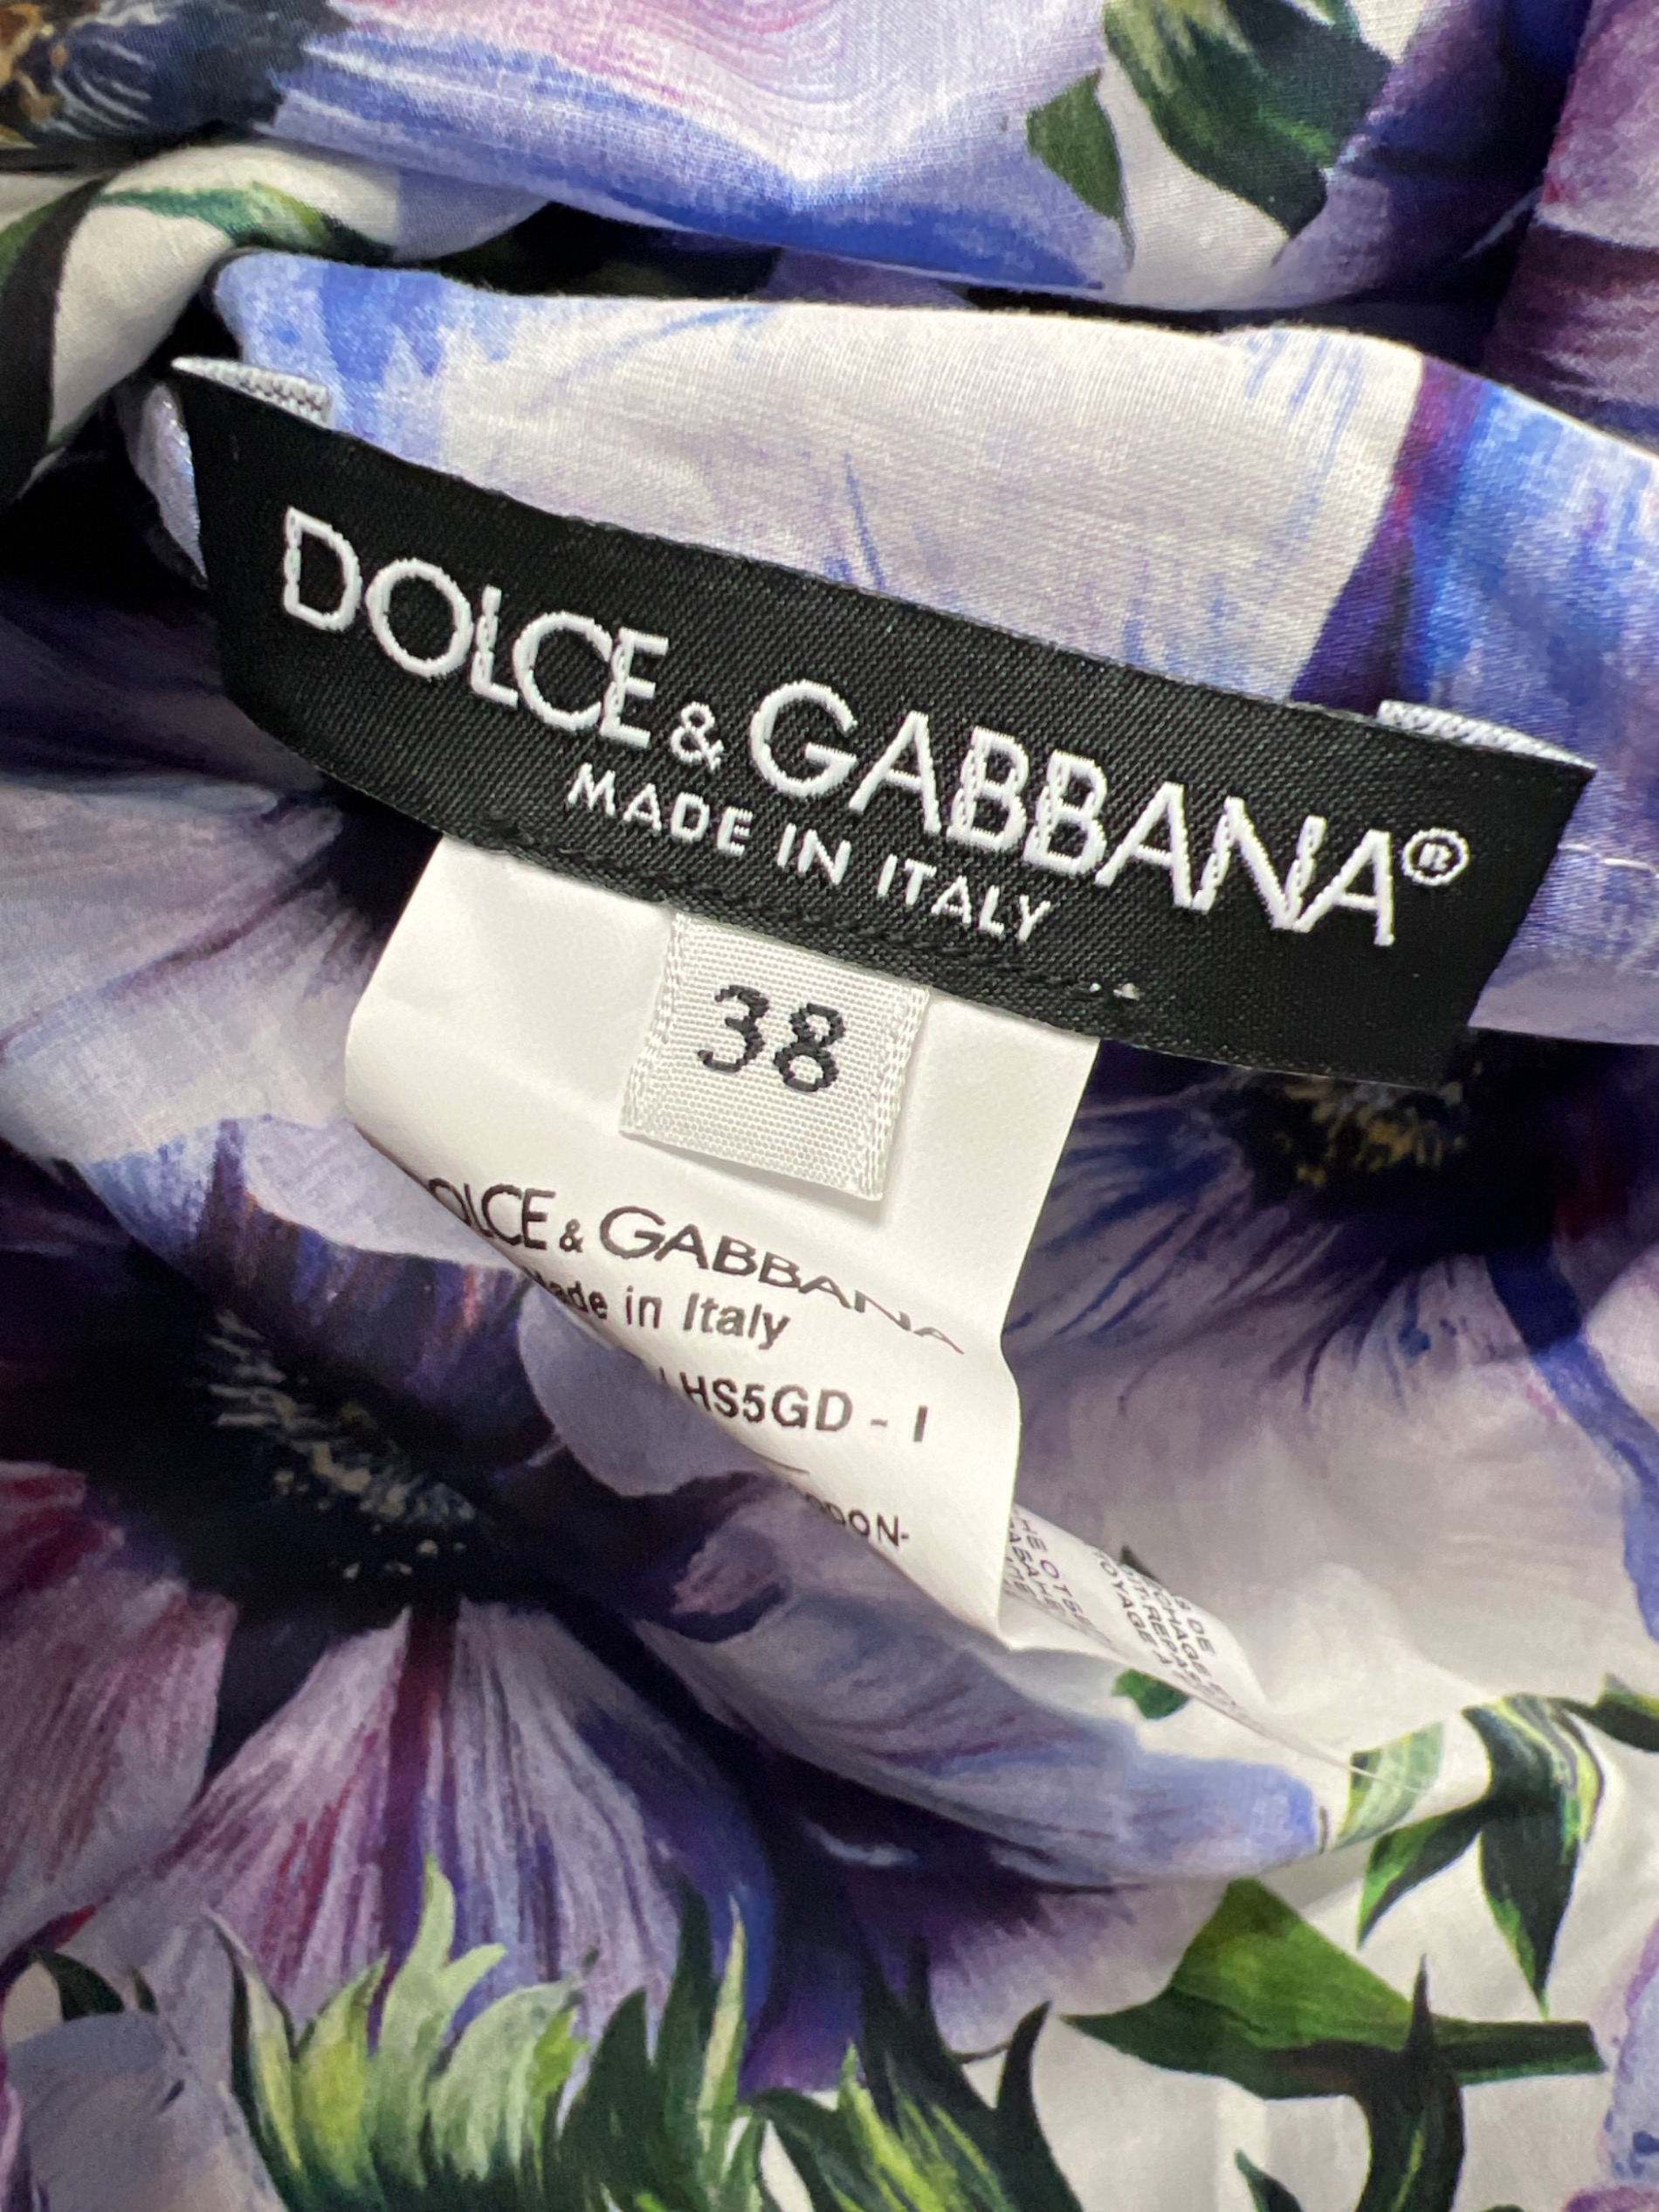 DOLCE & GABBANA®
MADE IN ITALY
38
DOLCE & GABBANA
Made in Italy
HS5GD - I